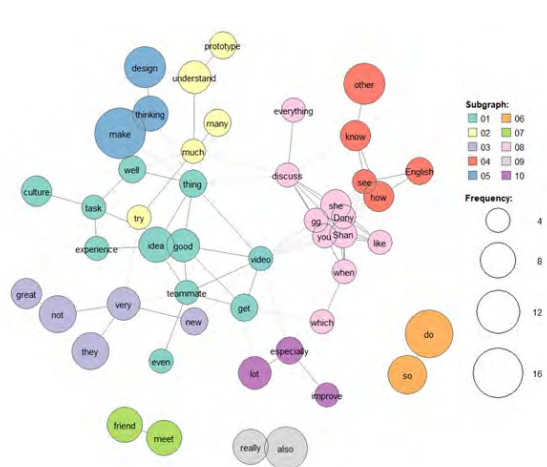 prototype
design
understand
other
thinking
everything
make
many
know
much
well
thing
discuss
see
English
culture
how
task
she
try
gg
Dony
you
Shan
like
experience
idea
good
video
when
teammate
great
not
very
get
new
which
they
especially
even
lot
do
so
improve
friend
meet
really
also
Subgraph:
01 06
02 07
03 08
04 09
05 10
Frequency:
4
8
12
16